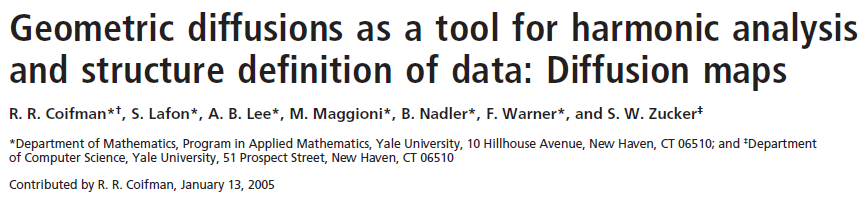 Geometric diffusions as a tool for harmonic analysis
and structure definition of data: Diffusion maps
R. R. Coifman*†, S. Lafon*, A. B. Lee*, M. Maggioni*, B. Nadler*, F. Warner*, and S. W. Zucker‡
*Department of Mathematics, Program in Applied Mathematics, Yale University, 10 Hillhouse Avenue, New Haven, CT 06510; and ‡Department
of Computer Science, Yale University, 51 Prospect Street, New Haven, CT 06510
Contributed by R. R. Coifman, January 13, 2005